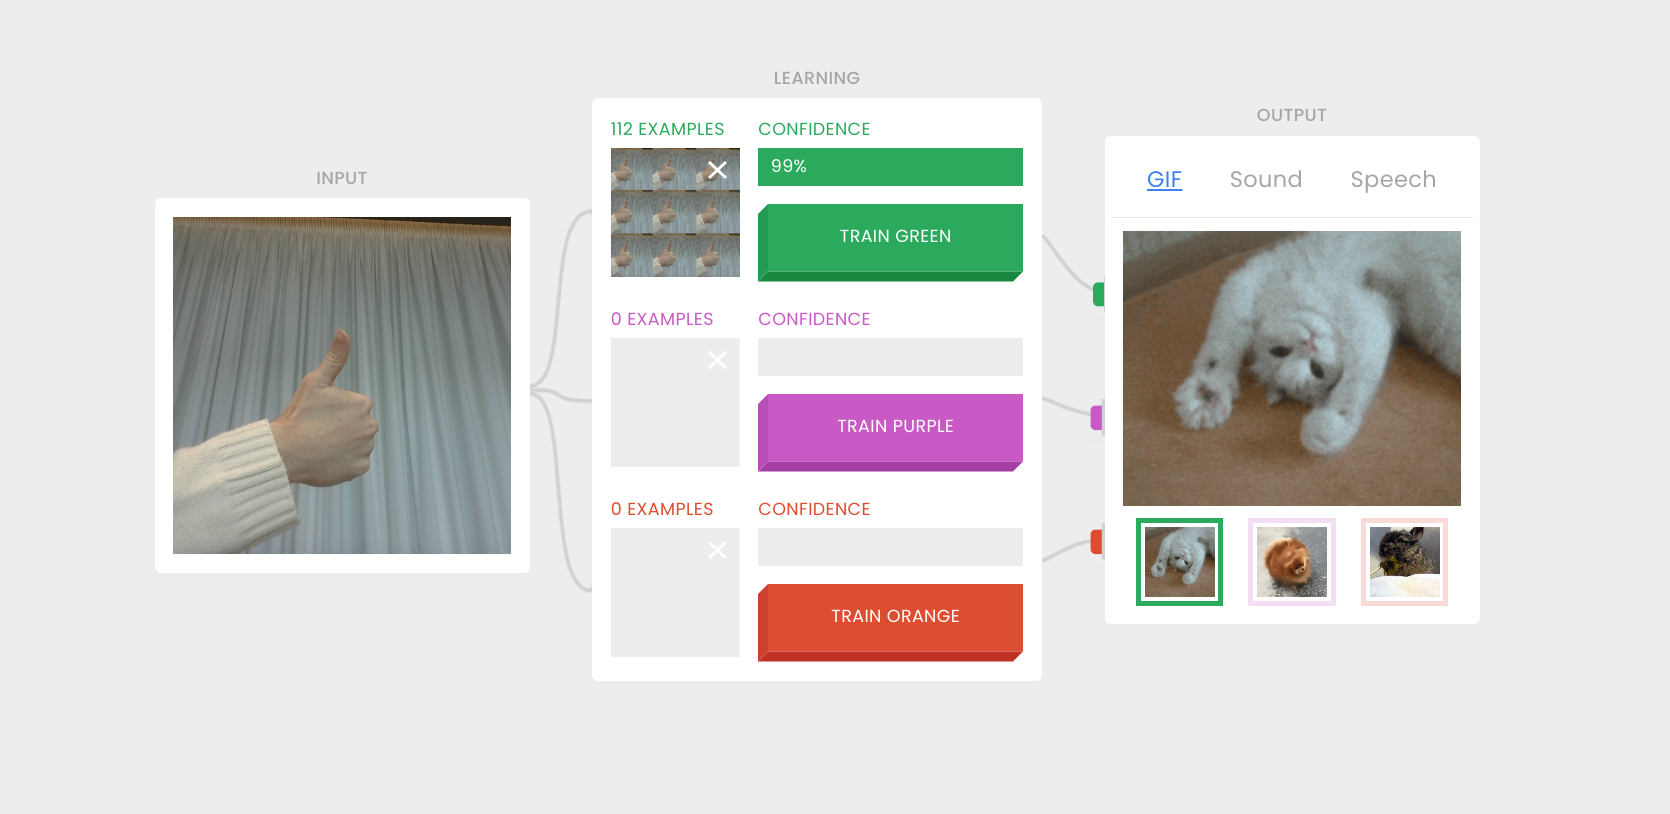 INPUT
LEARNING
112 EXAMPLES
CONFIDENCE
99%
TRAIN GREEN
0 EXAMPLES
CONFIDENCE
TRAIN PURPLE
0 EXAMPLES
CONFIDENCE
TRAIN ORANGE
OUTPUT
GIF Sound Speech